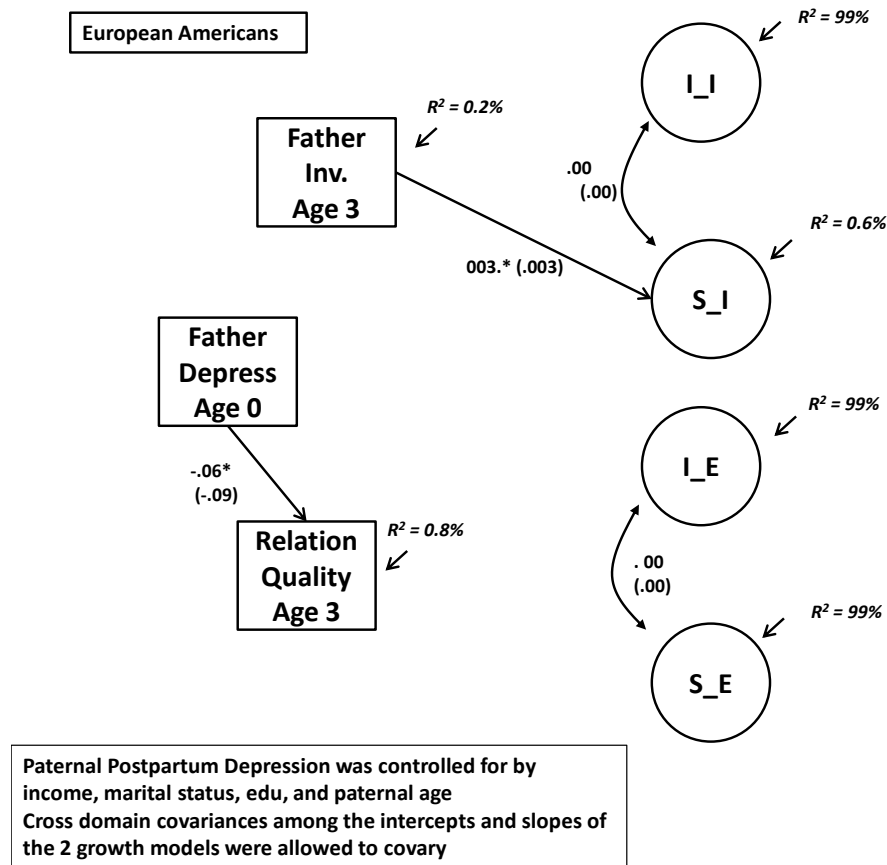 European Americans
R² = 99%
I_I
R² = 0.2%
Father
Inv.
Age 3
.00
(.00)
R² = 0.6%
003.* (.003)
S_I
Father
Depress
Age 0
R² = 99%
I_E
-.06*
(-.09)
Relation
Quality
Age 3
R² = 0.8%
. 00
(.00)
R² = 99%
S_E
Paternal Postpartum Depression was controlled for by
income, marital status, edu, and paternal age
Cross domain covariances among the intercepts and slopes of
the 2 growth models were allowed to covary